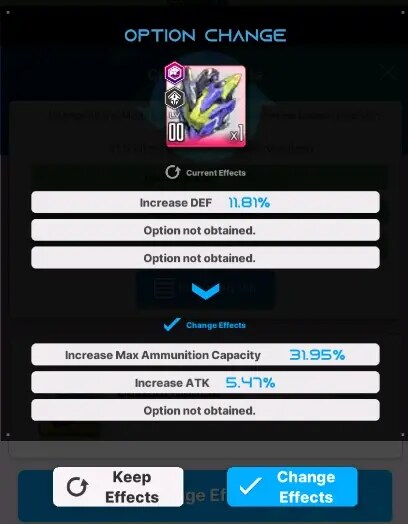 OPTION CHANGE
LV
00
x1
Current Effects
Increase DEF 11.81%
Option not obtained.
Option not obtained.
Change Effects
Increase Max Ammunition Capacity 31.95%
Increase ATK 5.47%
Option not obtained.
Keep Effects
Change Effects